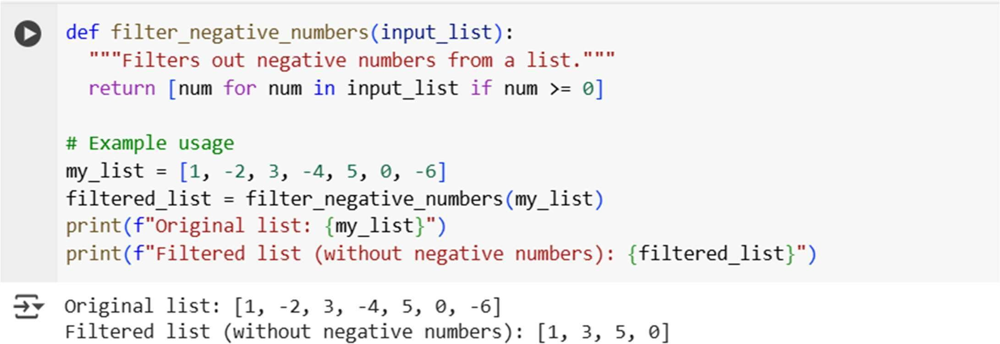 def filter_negative_numbers(input_list):
  """Filters out negative numbers from a list."""
  return [num for num in input_list if num >= 0]

# Example usage
my_list = [1, -2, 3, -4, 5, 0, -6]
filtered_list = filter_negative_numbers(my_list)
print(f"Original list: {my_list}")
print(f"Filtered list (without negative numbers): {filtered_list}")
Original list: [1, -2, 3, -4, 5, 0, -6]
Filtered list (without negative numbers): [1, 3, 5, 0]